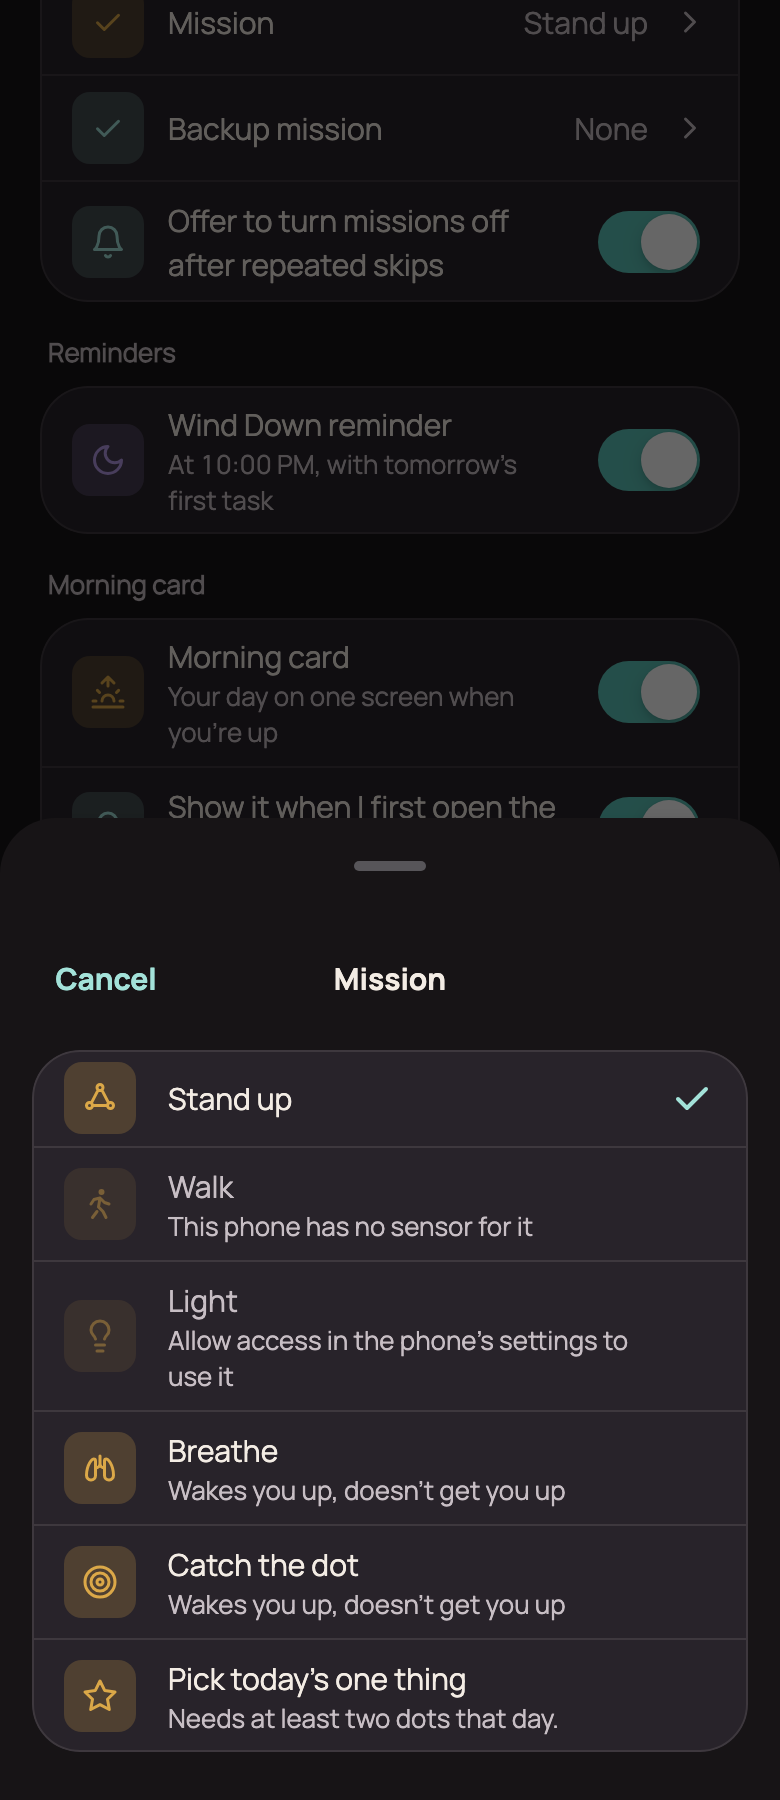 Mission
Stand up
Backup mission
None
Offer to turn missions off
after repeated skips
Reminders
Wind Down reminder
At 10:00 PM, with tomorrow's
first task
Morning card
Morning card
Your day on one screen when
you're up
Show it when I first open the
Cancel
Mission
Stand up
Walk
This phone has no sensor for it
Light
Allow access in the phone's settings to
use it
Breathe
Wakes you up, doesn't get you up
Catch the dot
Wakes you up, doesn't get you up
Pick today's one thing
Needs at least two dots that day.